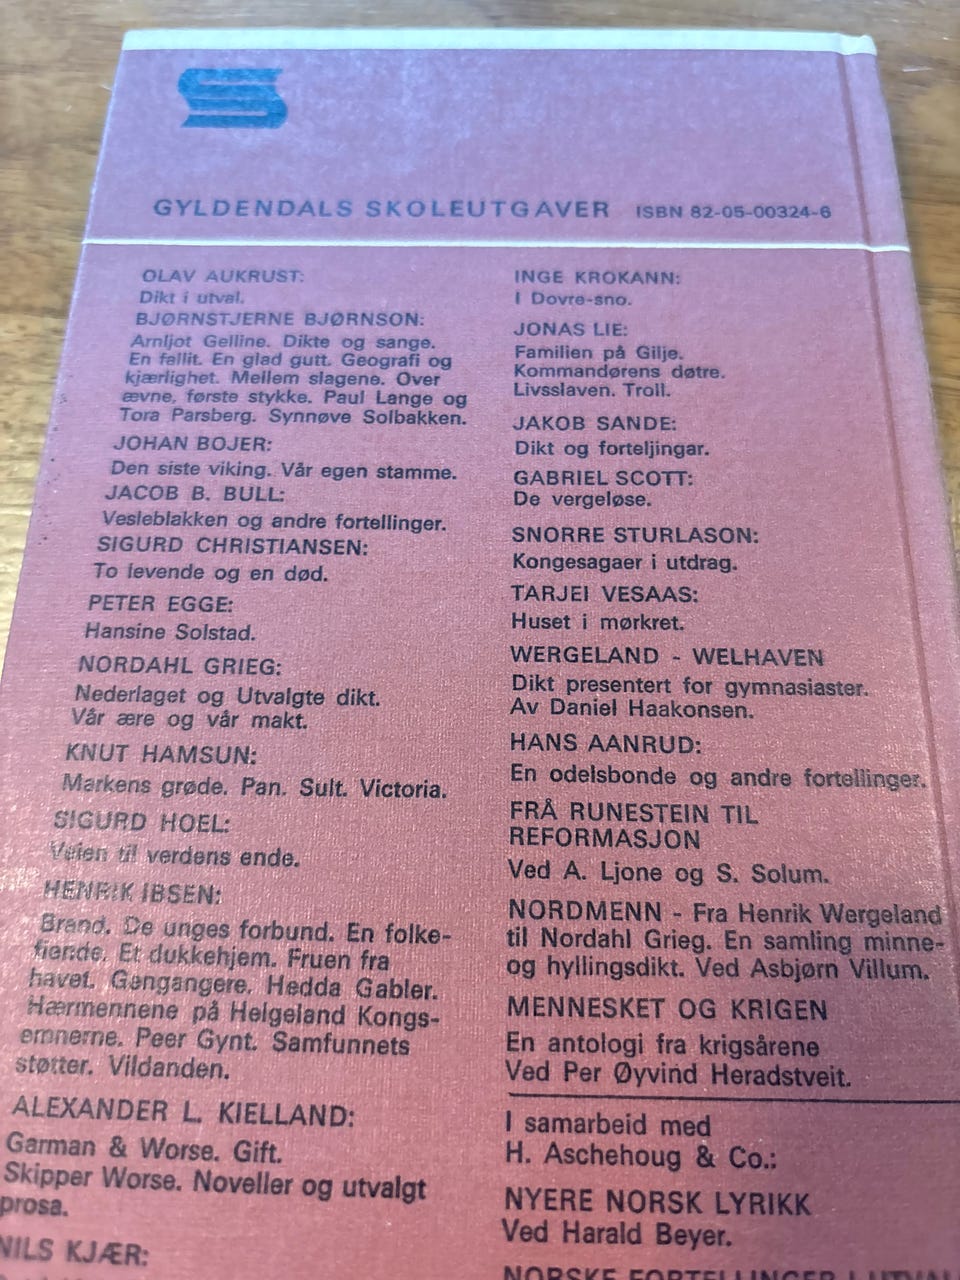 GYLDENDALS SKOLEUTGAVER ISBN 82-05-00324-6
OLAV AUKRUST:
Dikt i utval.
BJØRNSTJERNE BJØRNSON:
Arnljot Gelline. Dikte og sange.
En fallit. En glad gutt. Geografi og
kjærlighet. Mellem slagene. Over
ævne, første stykke. Paul Lange og
Tora Parsberg. Synnøve Solbakken.
JOHAN BOJER:
Den siste viking. Vår egen stamme.
JACOB B. BULL:
Vesleblakken og andre fortellinger.
SIGURD CHRISTIANSEN:
To levende og en død.
PETER EGGE:
Hansine Solstad.
NORDAHL GRIEG:
Nederlaget og Utvalgte dikt.
Vår ære og vår makt.
KNUT HAMSUN:
Markens grøde. Pan. Sult. Victoria.
SIGURD HOEL:
Veien til verdens ende.
HENRIK IBSEN:
Brand. De unges forbund. En folke-
fiende. Et dukkehjem. Fruen fra
havet. Gengangere. Hedda Gabler.
Hærmennene på Helgeland Kongs-
emnerne. Peer Gynt. Samfunnets
støtter. Vildanden.
ALEXANDER L. KIELLAND:
Garman & Worse. Gift.
Skipper Worse. Noveller og utvalgt
prosa.
NILS KJÆR:
INGE KROKANN:
I Dovre-sno.
JONAS LIE:
Familien på Gilje.
Kommandørens døtre.
Livsslaven. Troll.
JAKOB SANDE:
Dikt og forteljingar.
GABRIEL SCOTT:
De vergeløse.
SNORRE STURLASON:
Kongesagaer i utdrag.
TARJEI VESAAS:
Huset i mørkret.
WERGELAND - WELHAVEN
Dikt presentert for gymnasiaster.
Av Daniel Haakonsen.
HANS AANRUD:
En odelsbonde og andre fortellinger.
FRÅ RUNESTEIN TIL
REFORMASJON
Ved A. Ljone og S. Solum.
NORDMENN - Fra Henrik Wergeland
til Nordahl Grieg. En samling minne-
og hyllingsdikt. Ved Asbjørn Villum.
MENNESKET OG KRIGEN
En antologi fra krigsårene
Ved Per Øyvind Heradstveit.
I samarbeid med
H. Aschehoug & Co.:
NYERE NORSK LYRIKK
Ved Harald Beyer.
NORSKE FORTELLINGER I UTVAL